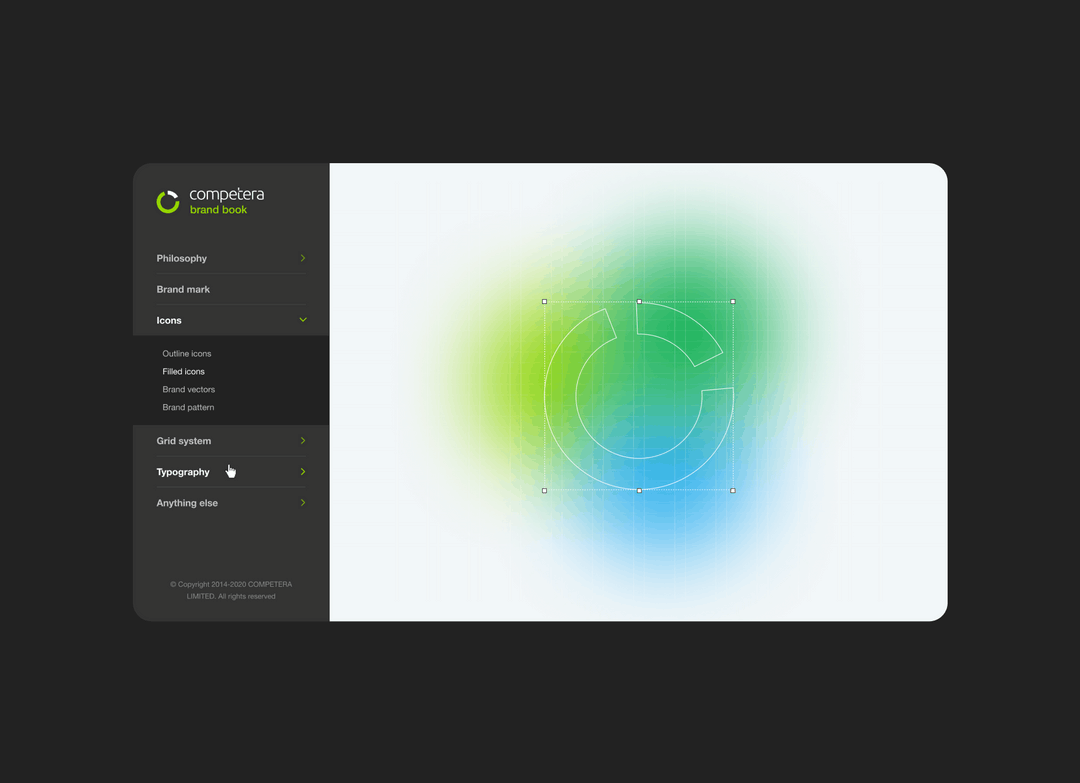 competera
brand book
Philosophy
Brand mark
Icons
Outline icons
Filled icons
Brand vectors
Brand pattern
Grid system
Typography
Anything else
© Copyright 2014-2020 COMPETERA
LIMITED. All rights reserved